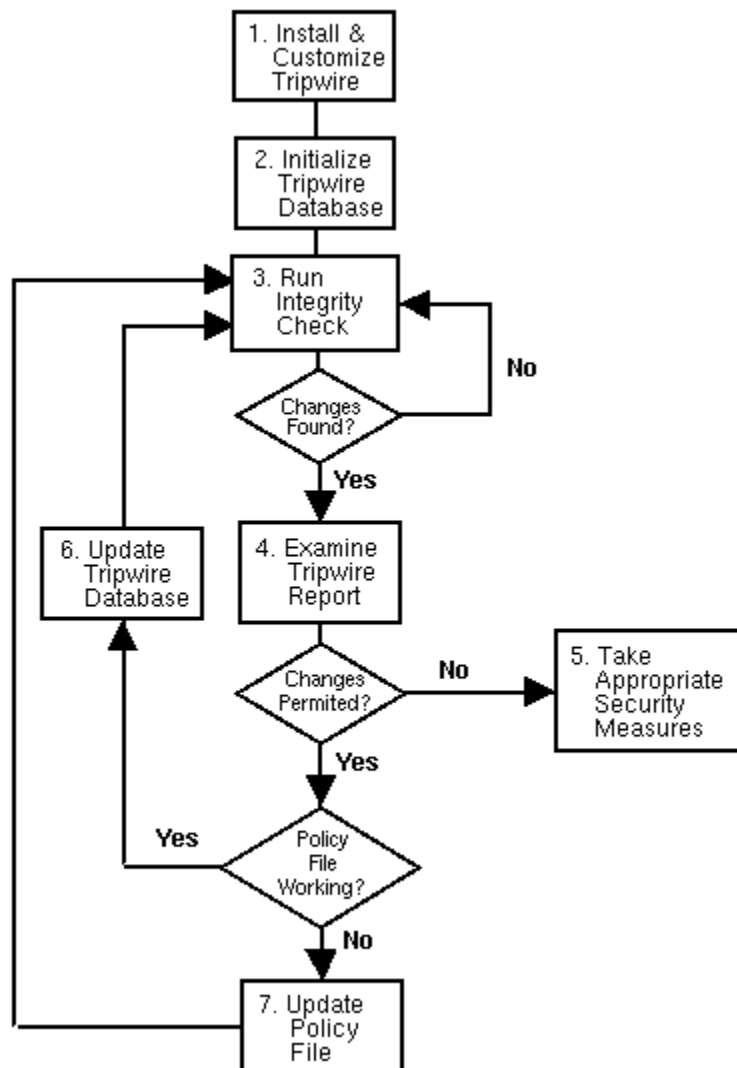 1. Install &
Customize
Tripwire
2. Initialize
Tripwire
Database
3. Run
Integrity
Check
No
Changes
Found?
Yes
6. Update
Tripwire
Database
4. Examine
Tripwire
Report
Changes
Permited?
No
5. Take
Appropriate
Security
Measures
Yes
Yes
Policy
File
Working?
No
7. Update
Policy
File